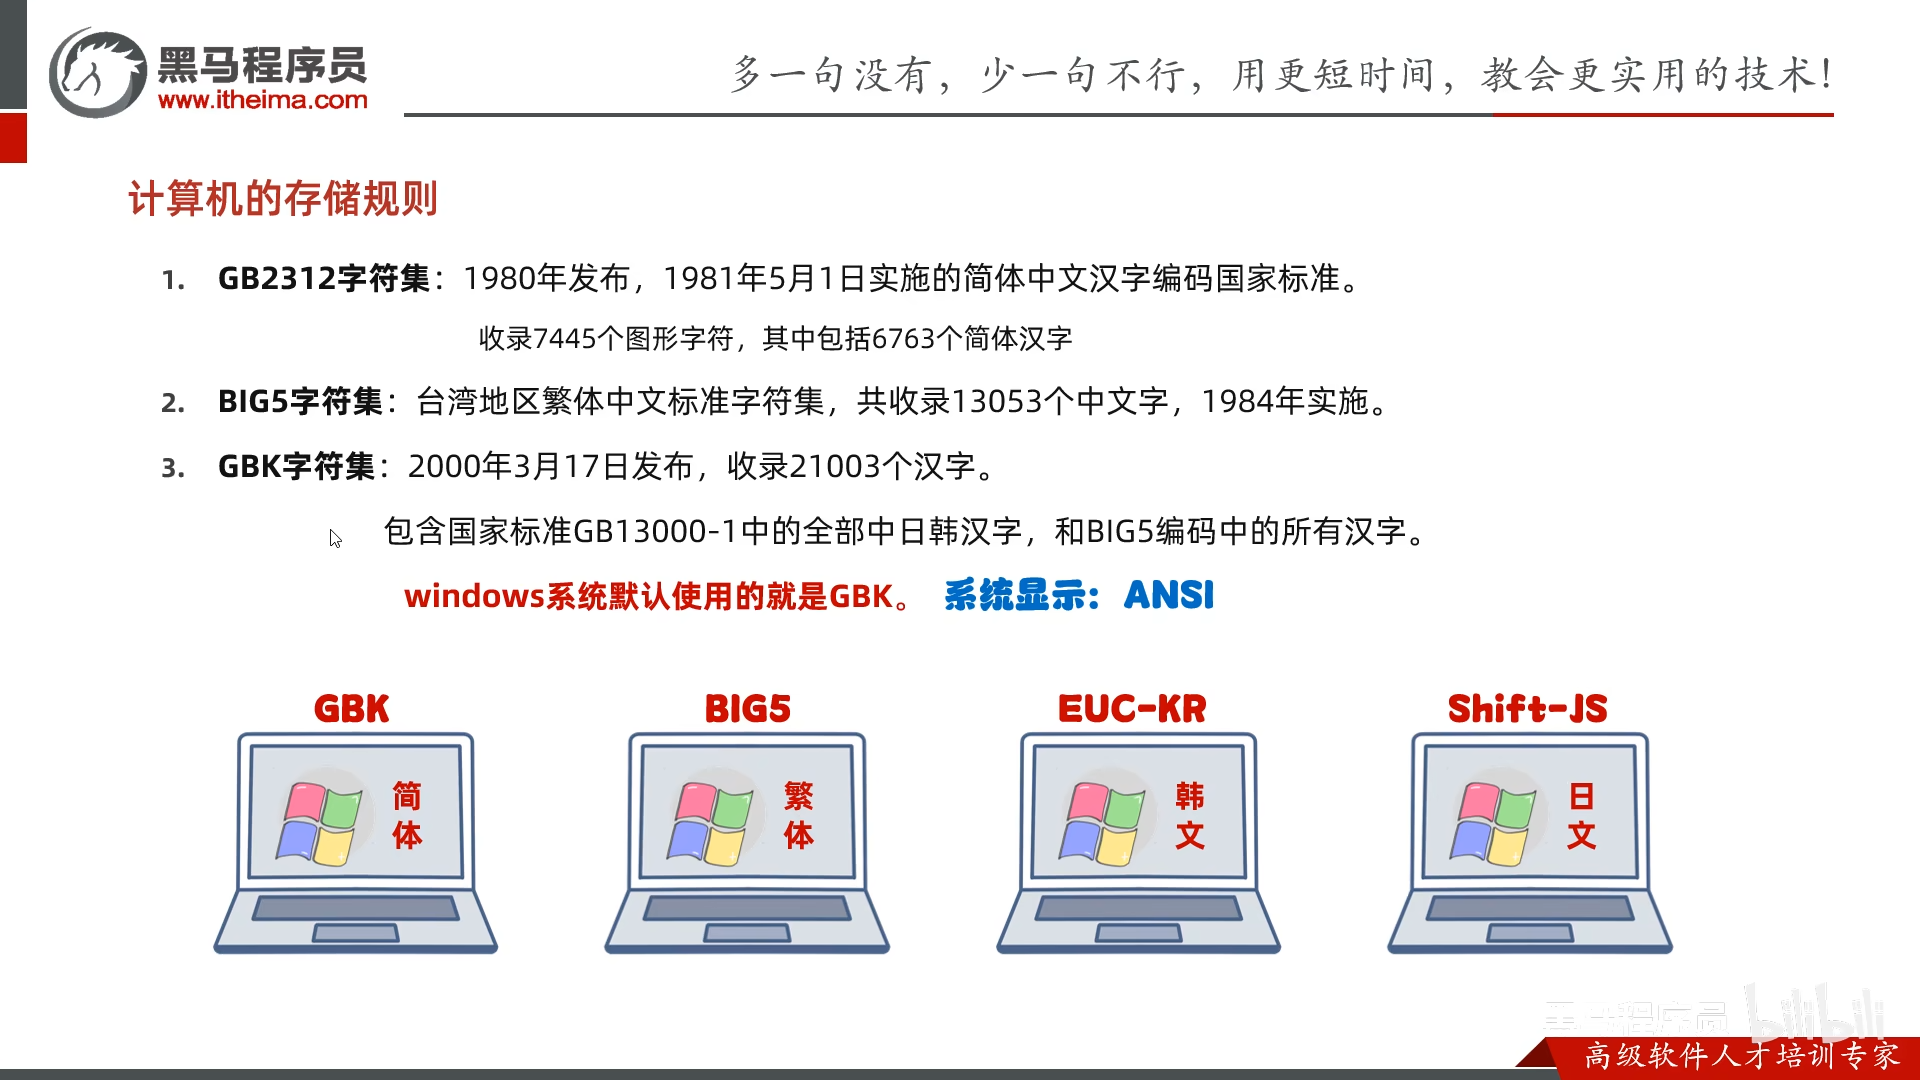 黑马程序员
www.itheima.com
多一句没有，少一句不行，用更短时间，教会更实用的技术！
计算机的存储规则
1. GB2312字符集：1980年发布，1981年5月1日实施的简体中文汉字编码国家标准。
收录7445个图形字符，其中包括6763个简体汉字
2. BIG5字符集：台湾地区繁体中文标准字符集，共收录13053个中文字，1984年实施。
3. GBK字符集：2000年3月17日发布，收录21003个汉字。
包含国家标准GB13000-1中的全部中日韩汉字，和BIG5编码中的所有汉字。
windows系统默认使用的就是GBK。 系统显示：ANSI
GBK BIG5 EUC-KR Shift-JS
简体 繁体 韩文 日文
黑马程序员 bilibili
高级软件人才培训专家